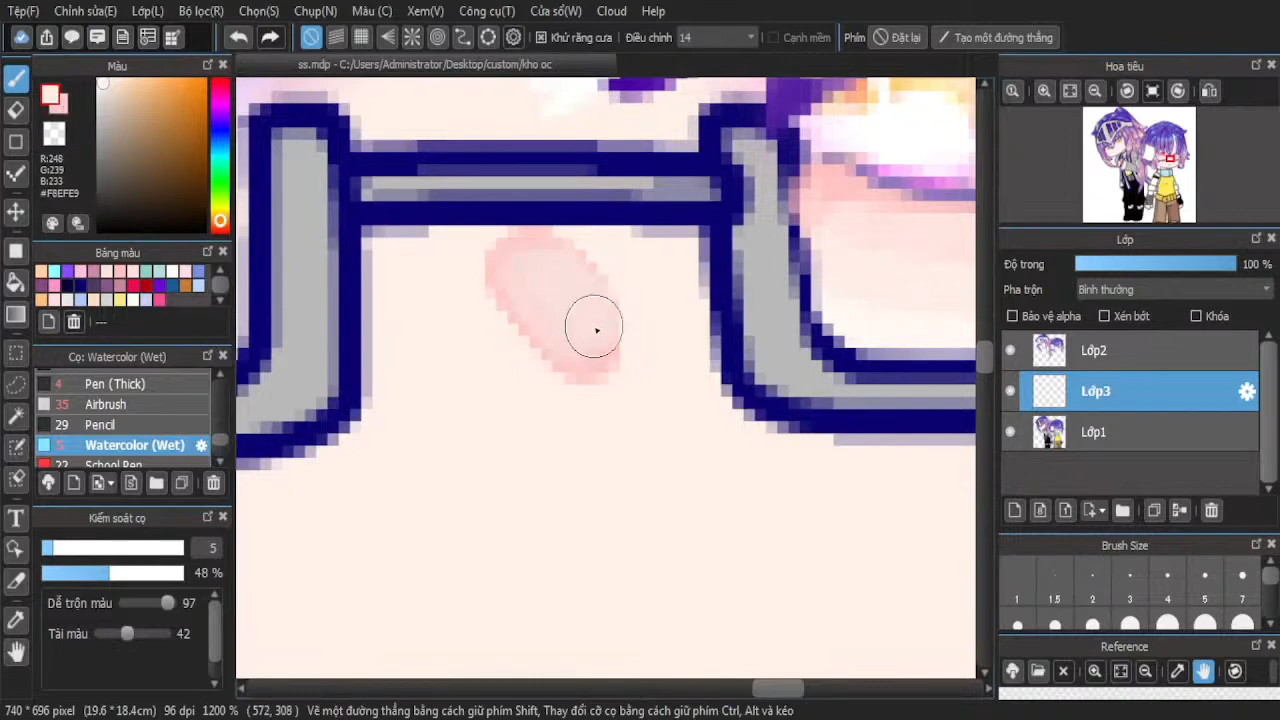 Tệp(F) Chỉnh sửa(E) Lớp(L) Bộ lọc(R) Chọn(S) Chụp(N) Màu (C) Xem(V) Công cụ(T) Cửa sổ(W) Cloud Help
Khử răng cưa Điều chỉnh 14 Cạnh mềm Phím Đặt lại Tạo một đường thẳng
ss.mdp - C:/Users/Administrator/Desktop/custom/kho oc
Màu
R:248
G:239
B:233
#F8EFE9
Bảng màu
---
Cọ: Watercolor (Wet)
4 Pen (Thick)
35 Airbrush
29 Pencil
5 Watercolor (Wet)
22 School Pen
Kiểm soát cọ
5
48 %
Dễ trộn màu 97
Tải màu 42
Hoa tiêu
Lớp
Độ trong 100 %
Pha trộn Bình thường
Bảo vệ alpha Xén bớt Khóa
Lớp2
Lớp3
Lớp1
Brush Size
1 1.5 2 3 4 5 7
Reference
740 * 696 pixel (19.6 * 18.4cm) 96 dpi 1200 % ( 572, 308 ) Vẽ một đường thẳng bằng cách giữ phím Shift, Thay đổi cỡ cọ bằng cách giữ phím Ctrl, Alt và kéo